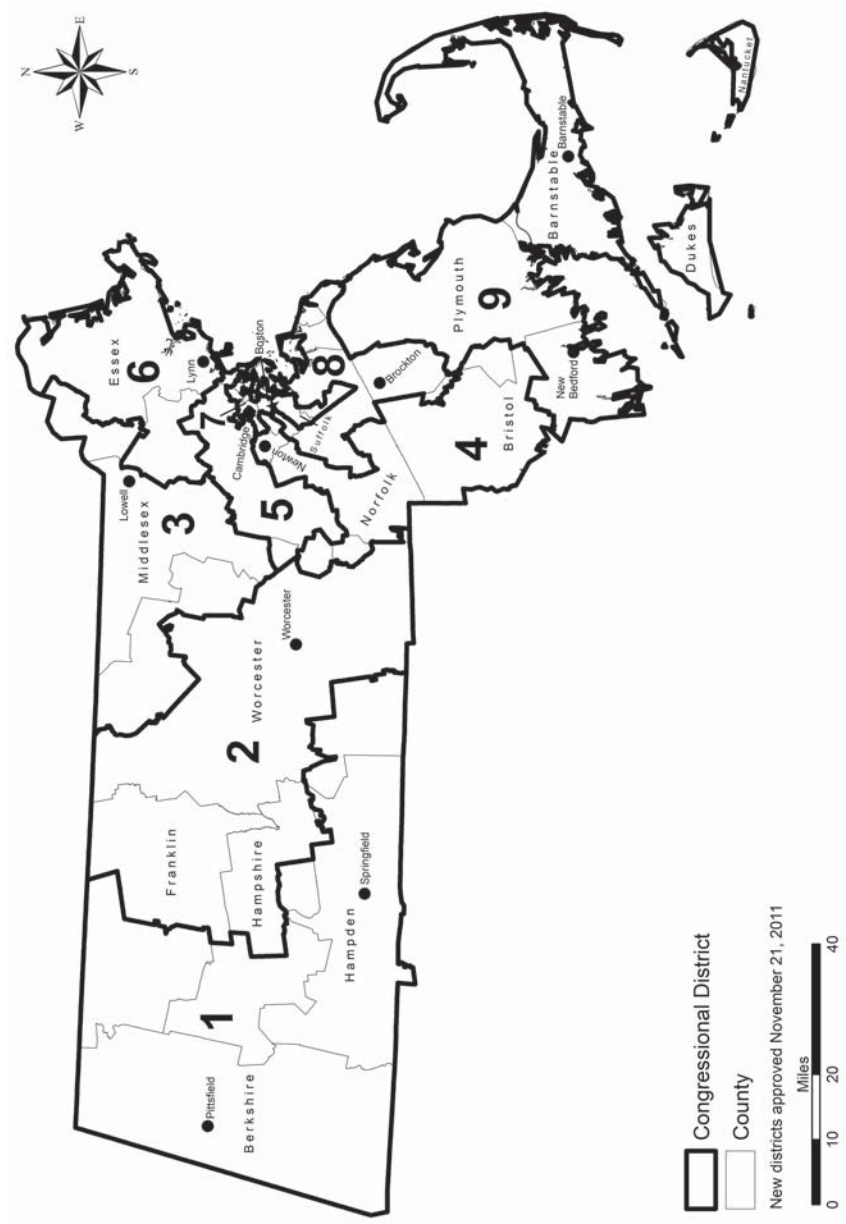 N
E
S
W
Essex
6
Lynn
Lowell
Middlesex
3
7
Boston
Cambridge
Newton
Suffolk
8
5
Norfolk
Brockton
Plymouth
9
4
Bristol
New
Bedford
Barnstable
Barnstable
Dukes
Nantucket
Worcester
Worcester
2
Franklin
Hampshire
Springfield
Hampden
1
Pittsfield
Berkshire
Congressional District
County
New districts approved November 21, 2011
Miles
0 10 20 40